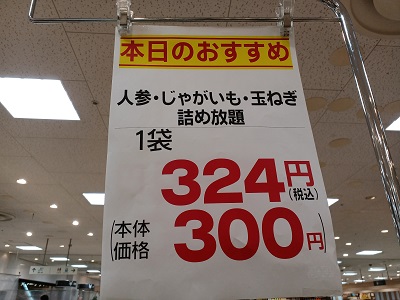 本日のおすすめ
人参・じゃがいも・玉ねぎ
詰め放題
1袋
324円(税込)
(本体価格 300円)